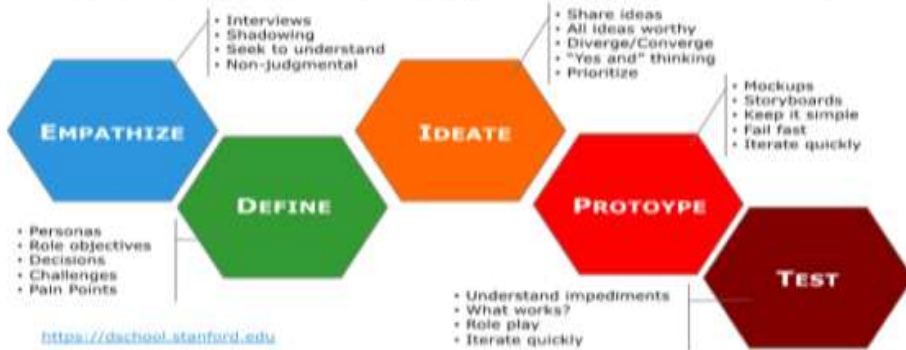 • Interviews
• Shadowing
• Seek to understand
• Non-judgmental
EMPATHIZE
• Personas
• Role objectives
• Decisions
• Challenges
• Pain Points
DEFINE
• Share ideas
• All ideas worthy
• Diverge/Converge
• "Yes and" thinking
• Prioritize
IDEATE
• Mockups
• Storyboards
• Keep it simple
• Fail fast
• Iterate quickly
PROTOYPE
• Understand impediments
• What works?
• Role play
• Iterate quickly
TEST
https://dschool.stanford.edu